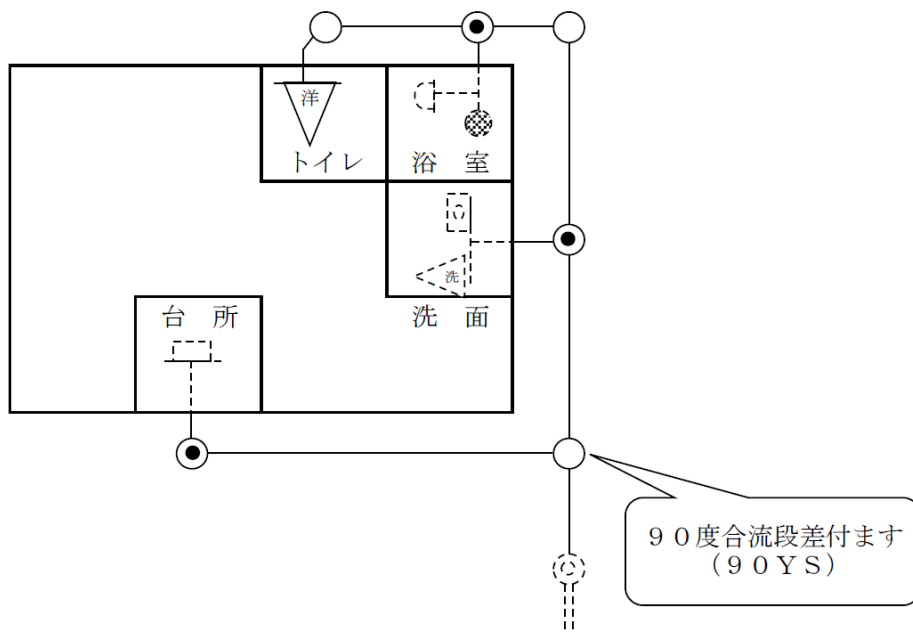 洋
トイレ
浴 室
洗
洗 面
台 所
90度合流段差付ます
(90YS)